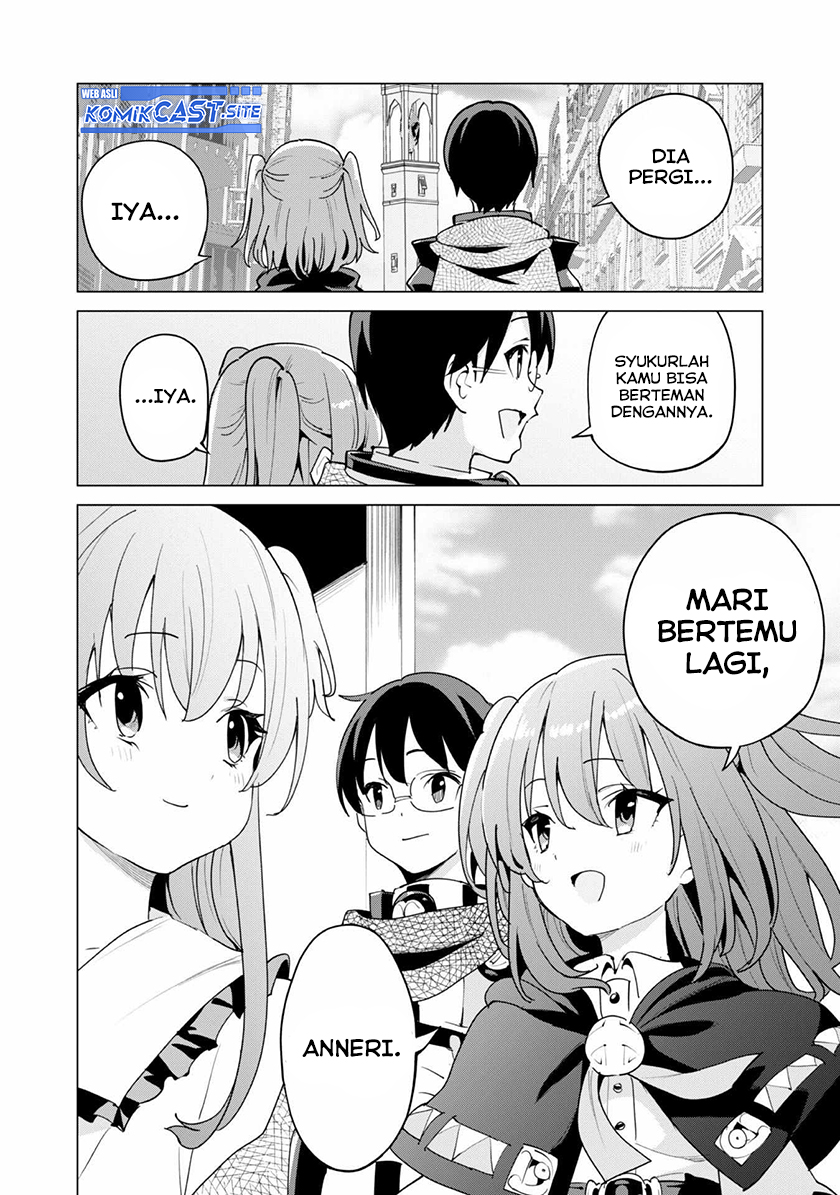 WEB ASLI
KOMIKCAST.SITE
DIA
PERGI...
IYA...
SYUKURLAH
KAMU BISA
BERTEMAN
DENGANNYA.
...IYA.
MARI
BERTEMU
LAGI,
ANNERI.